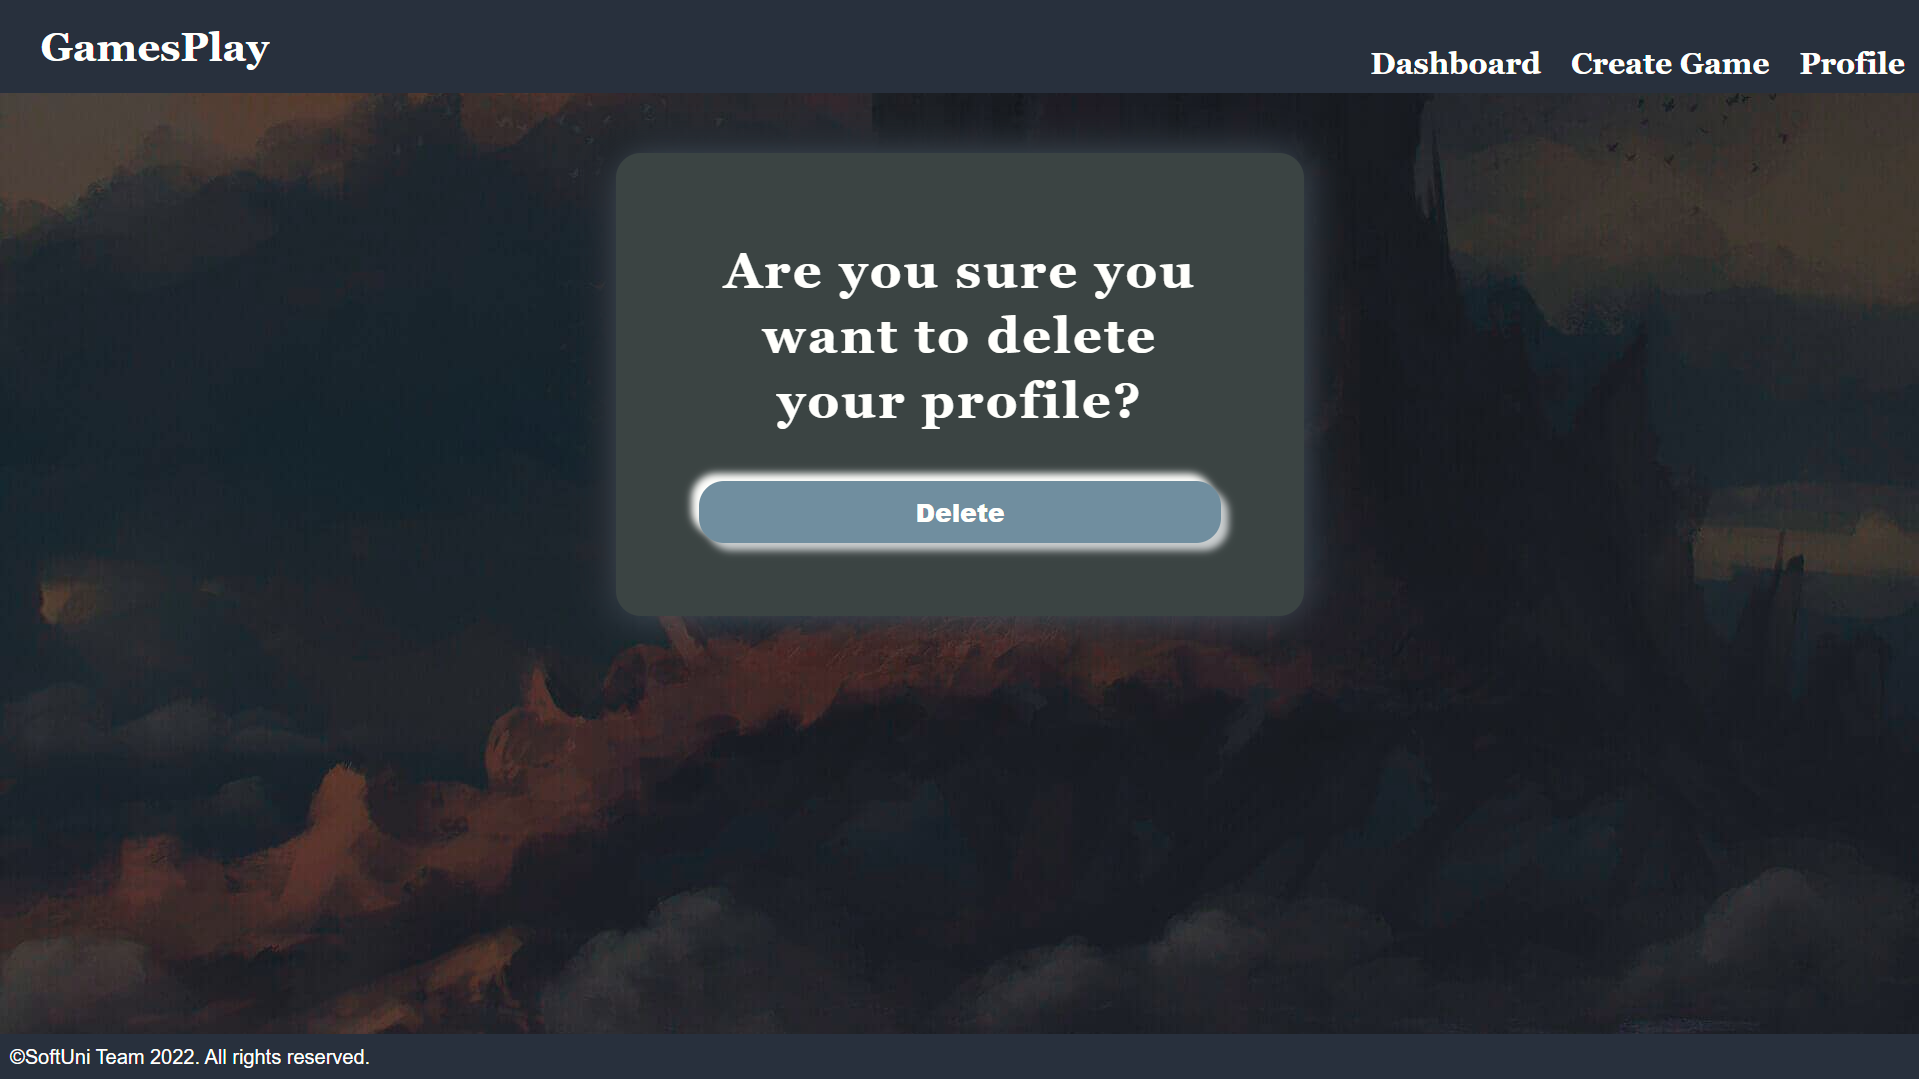 GamesPlay
Dashboard Create Game Profile
Are you sure you
want to delete
your profile?
Delete
©SoftUni Team 2022. All rights reserved.